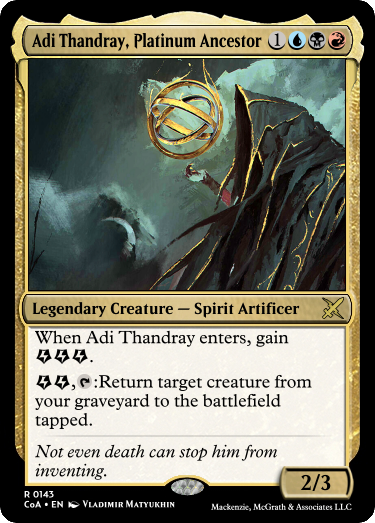 Adi Thandray, Platinum Ancestor 1
Legendary Creature — Spirit Artificer
When Adi Thandray enters, gain
.
, :Return target creature from
your graveyard to the battlefield
tapped.
Not even death can stop him from
inventing.
2/3
R 0143
CoA • EN Vladimir Matyukhin
Mackenzie, McGrath & Associates LLC